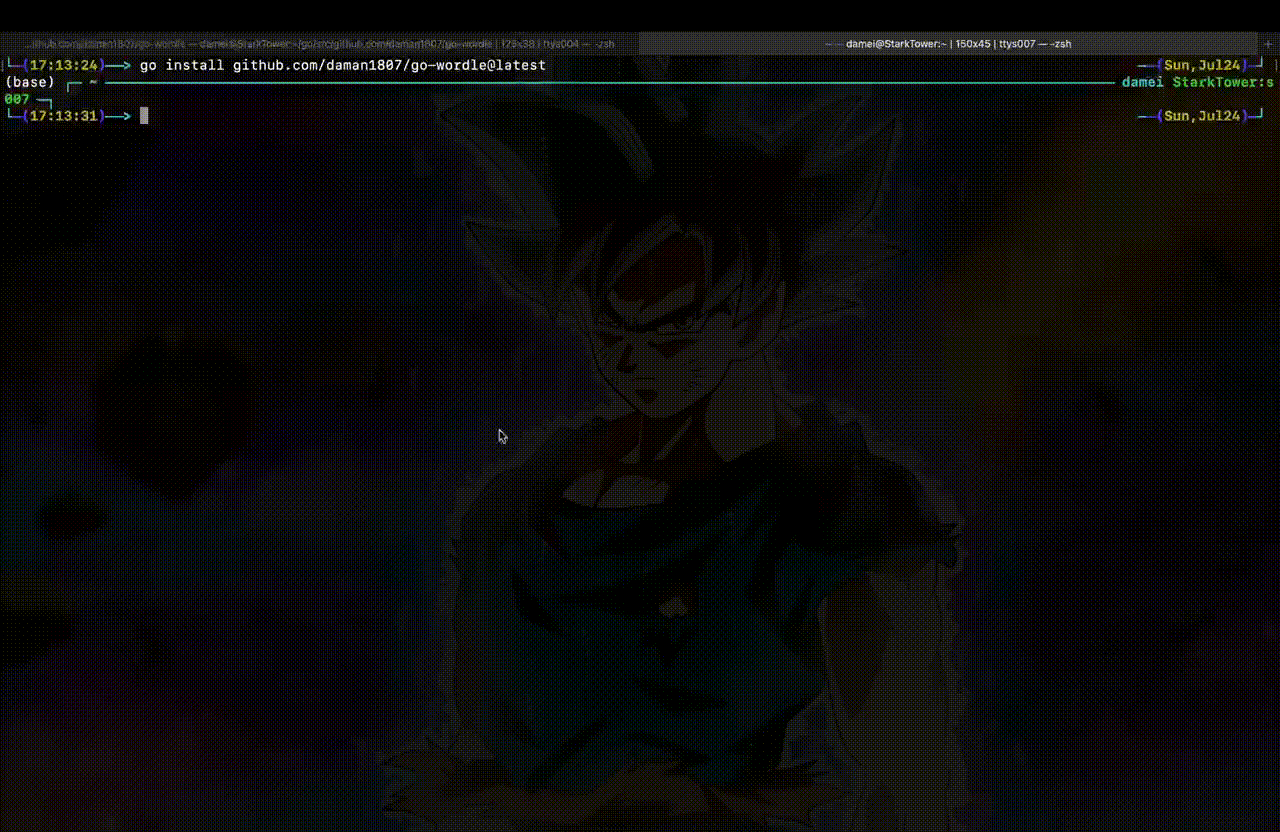 ...ithub.com/daman1807/go-wordle — damei@StarkTower:~/go/src/github.com/daman1807/go-wordle | 125x38 | ttys004 — -zsh
~ — damei@StarkTower:~ | 150x45 | ttys007 — -zsh +
└─(17:13:24)──> go install github.com/daman1807/go-wordle@latest ──(Sun,Jul24)─┘
(base) ┌─ ~ ─ damei StarkTower:s
007 ─┐
└─(17:13:31)──> ──(Sun,Jul24)─┘